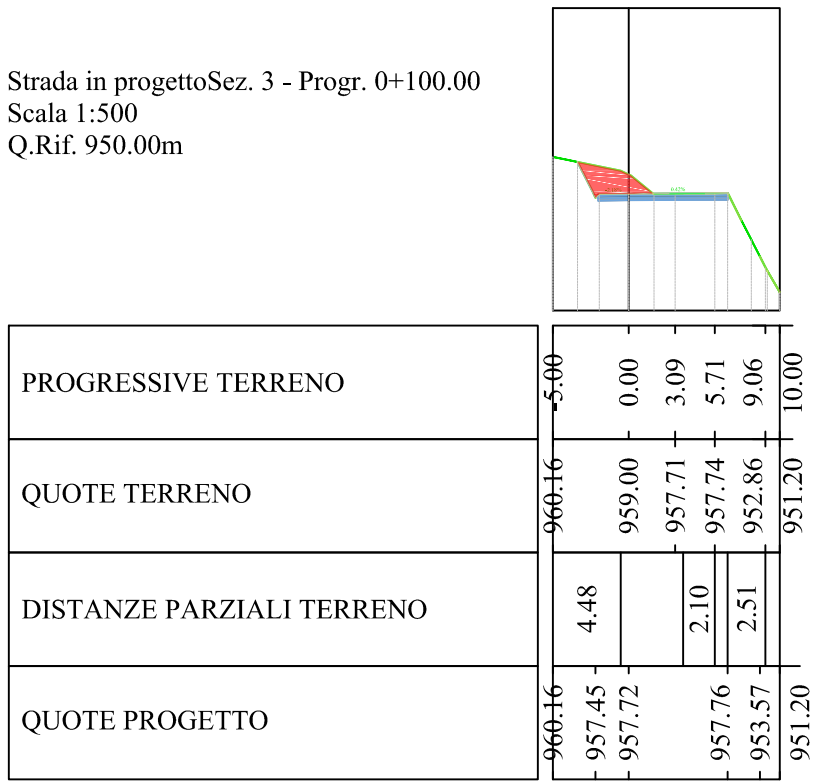 Strada in progettoSez. 3 - Progr. 0+100.00
Scala 1:500
Q.Rif. 950.00m
PROGRESSIVE TERRENO -5.00 0.00 3.09 5.71 9.06 10.00
QUOTE TERRENO 960.16 959.00 957.71 957.74 952.86 951.20
DISTANZE PARZIALI TERRENO 4.48 2.10 2.51
QUOTE PROGETTO 960.16 957.45 957.72 957.76 953.57 951.20